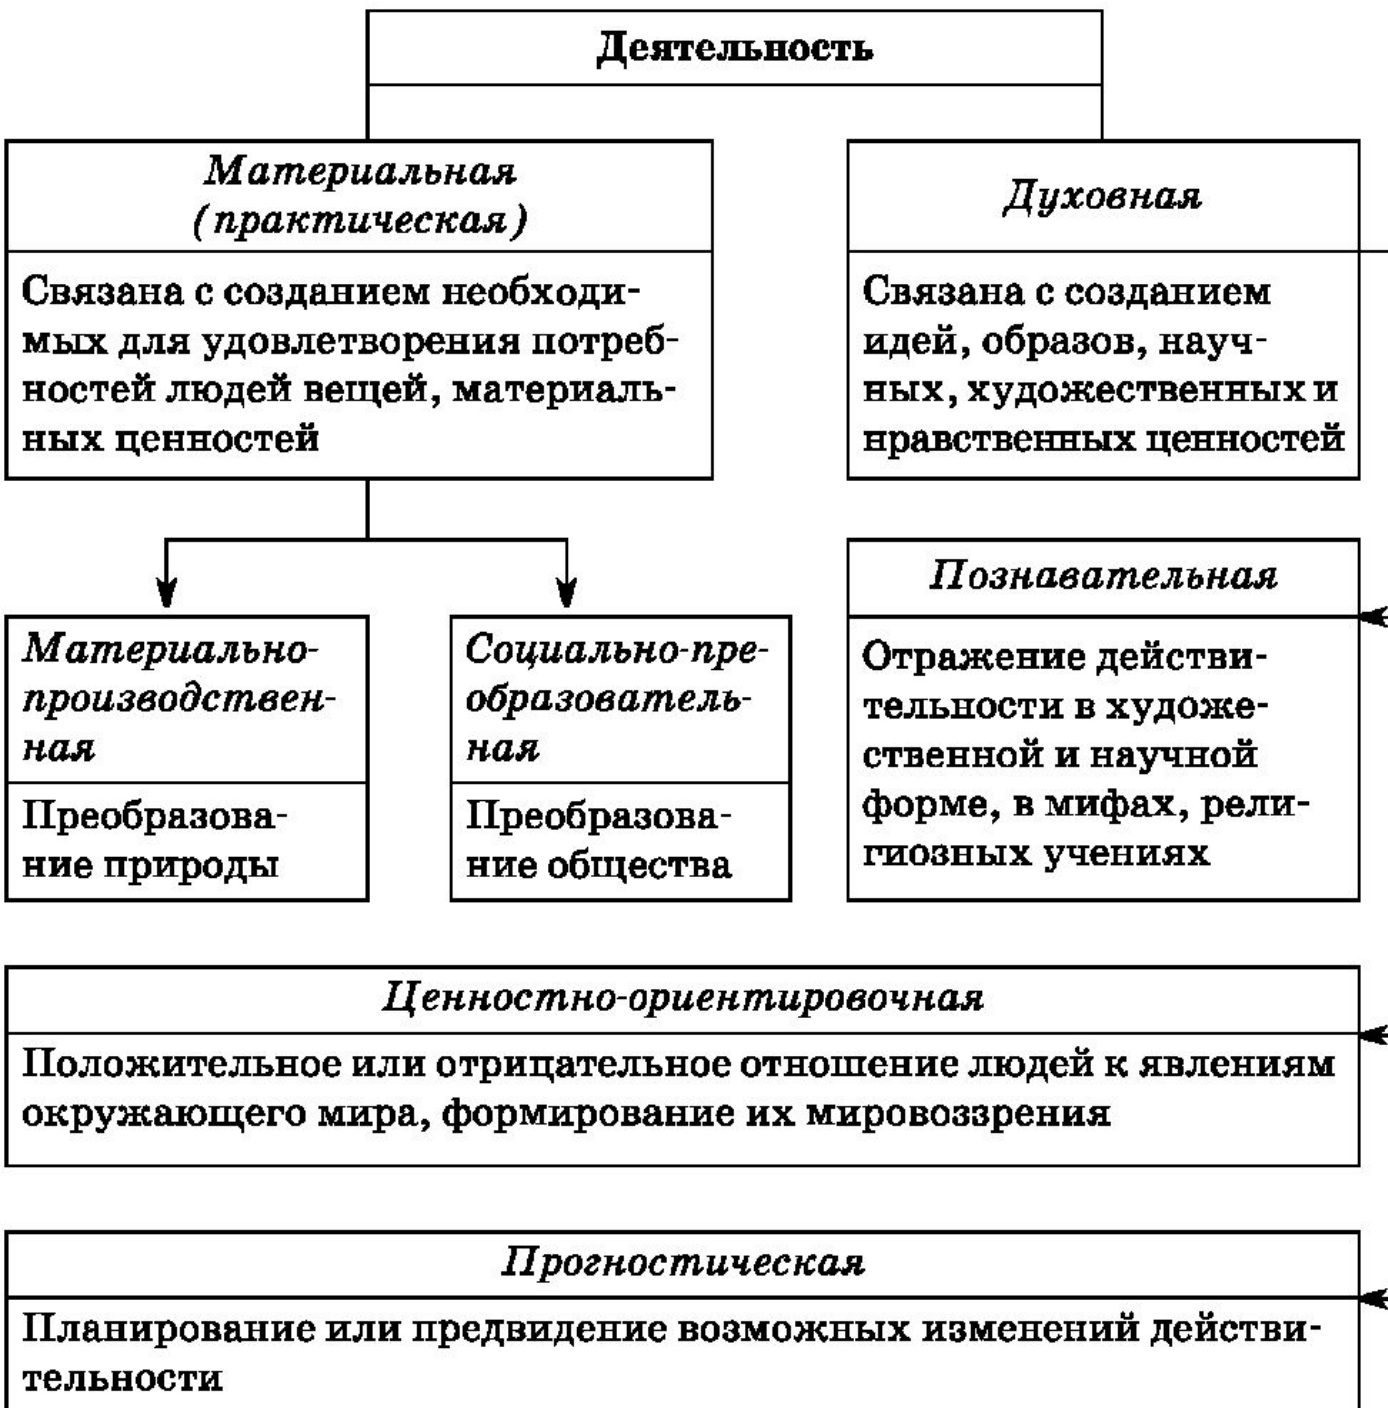 Деятельность
Материальная
(практическая)
Связана с созданием необходи-
мых для удовлетворения потреб-
ностей людей вещей, материаль-
ных ценностей
Духовная
Связана с созданием
идей, образов, науч-
ных, художественных и
нравственных ценностей
Материально-
производствен-
ная
Преобразова-
ние природы
Социально-пре-
образователь-
ная
Преобразова-
ние общества
Познавательная
Отражение действи-
тельности в художе-
ственной и научной
форме, в мифах, рели-
гиозных учениях
Ценностно-ориентировочная
Положительное или отрицательное отношение людей к явлениям
окружающего мира, формирование их мировоззрения
Прогностическая
Планирование или предвидение возможных изменений действи-
тельности